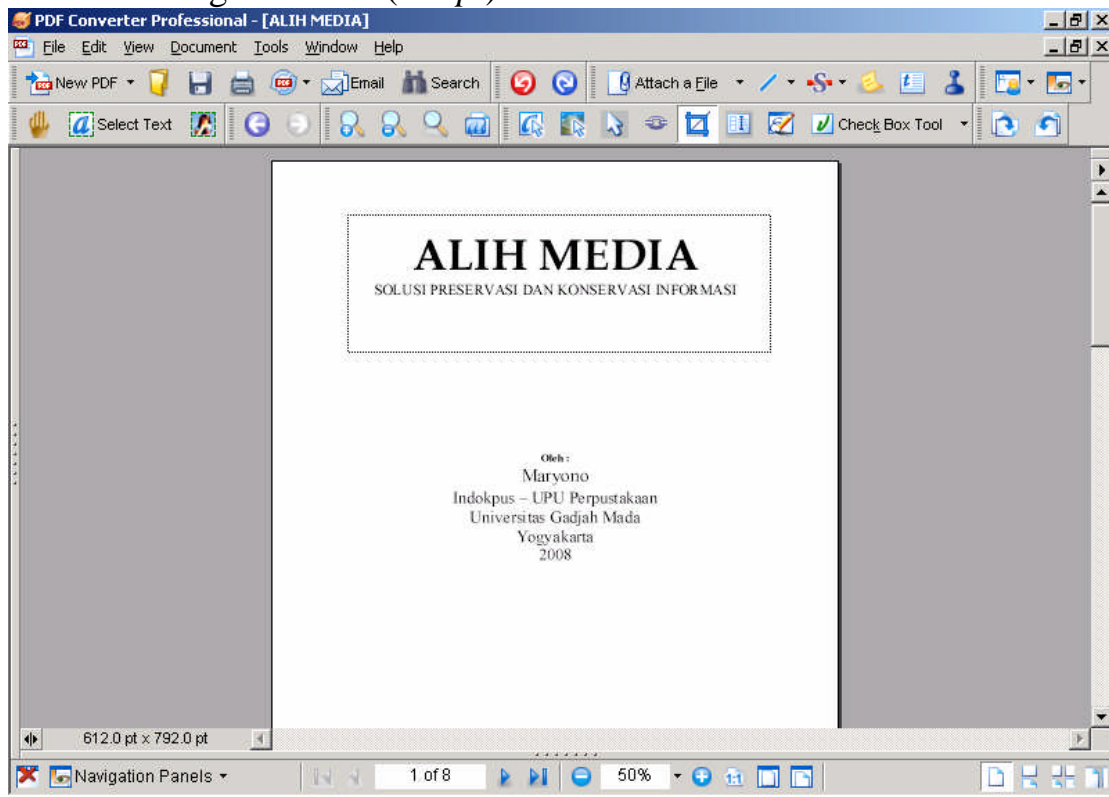 PDF Converter Professional - [ALIH MEDIA]
File Edit View Document Tools Window Help
New PDF Email Search Attach a File
Select Text Check Box Tool
ALIH MEDIA
SOLUSI PRESERVASI DAN KONSERVASI INFORMASI
Oleh :
Maryono
Indokpus – UPU Perpustakaan
Universitas Gadjah Mada
Yogyakarta
2008
612.0 pt × 792.0 pt
Navigation Panels 1 of 8 50%